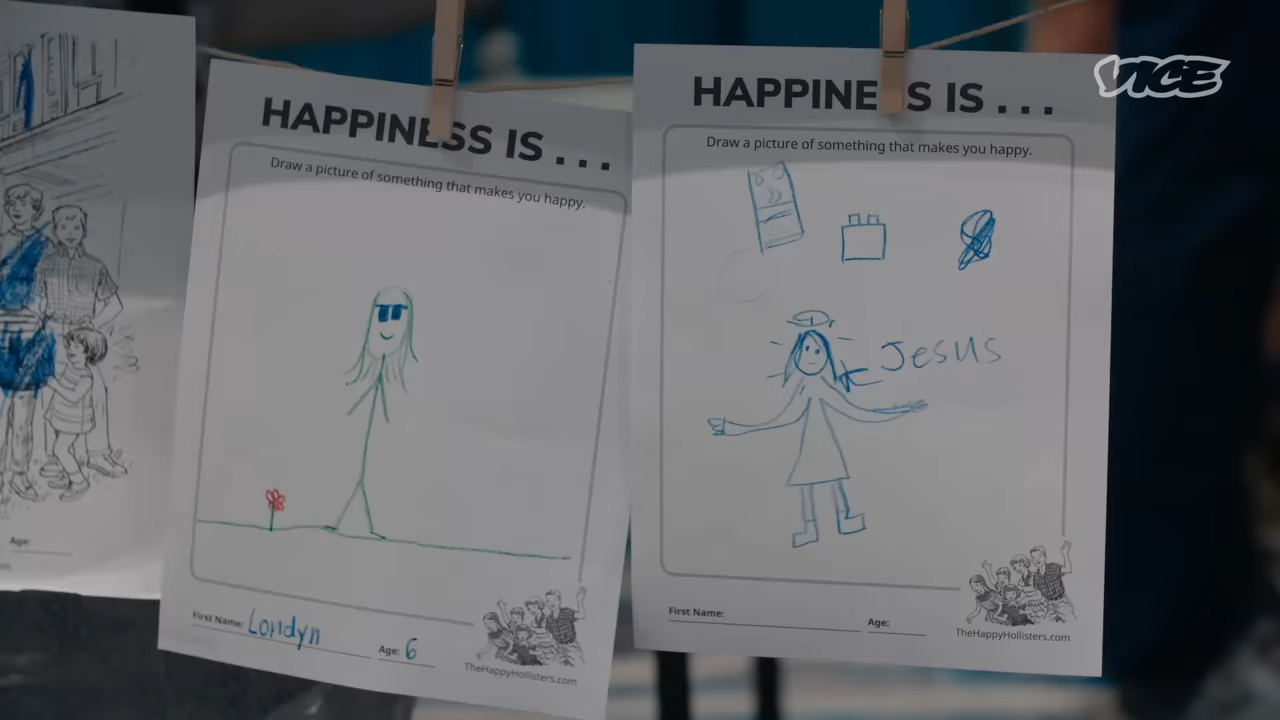 VICE
HAPPINESS IS . . .
Draw a picture of something that makes you happy.
First Name: Londyn Age: 6
TheHappyHollisters.com
HAPPINE S IS . . .
Draw a picture of something that makes you happy.
Jesus
First Name: Age:
TheHappyHollisters.com
Age: